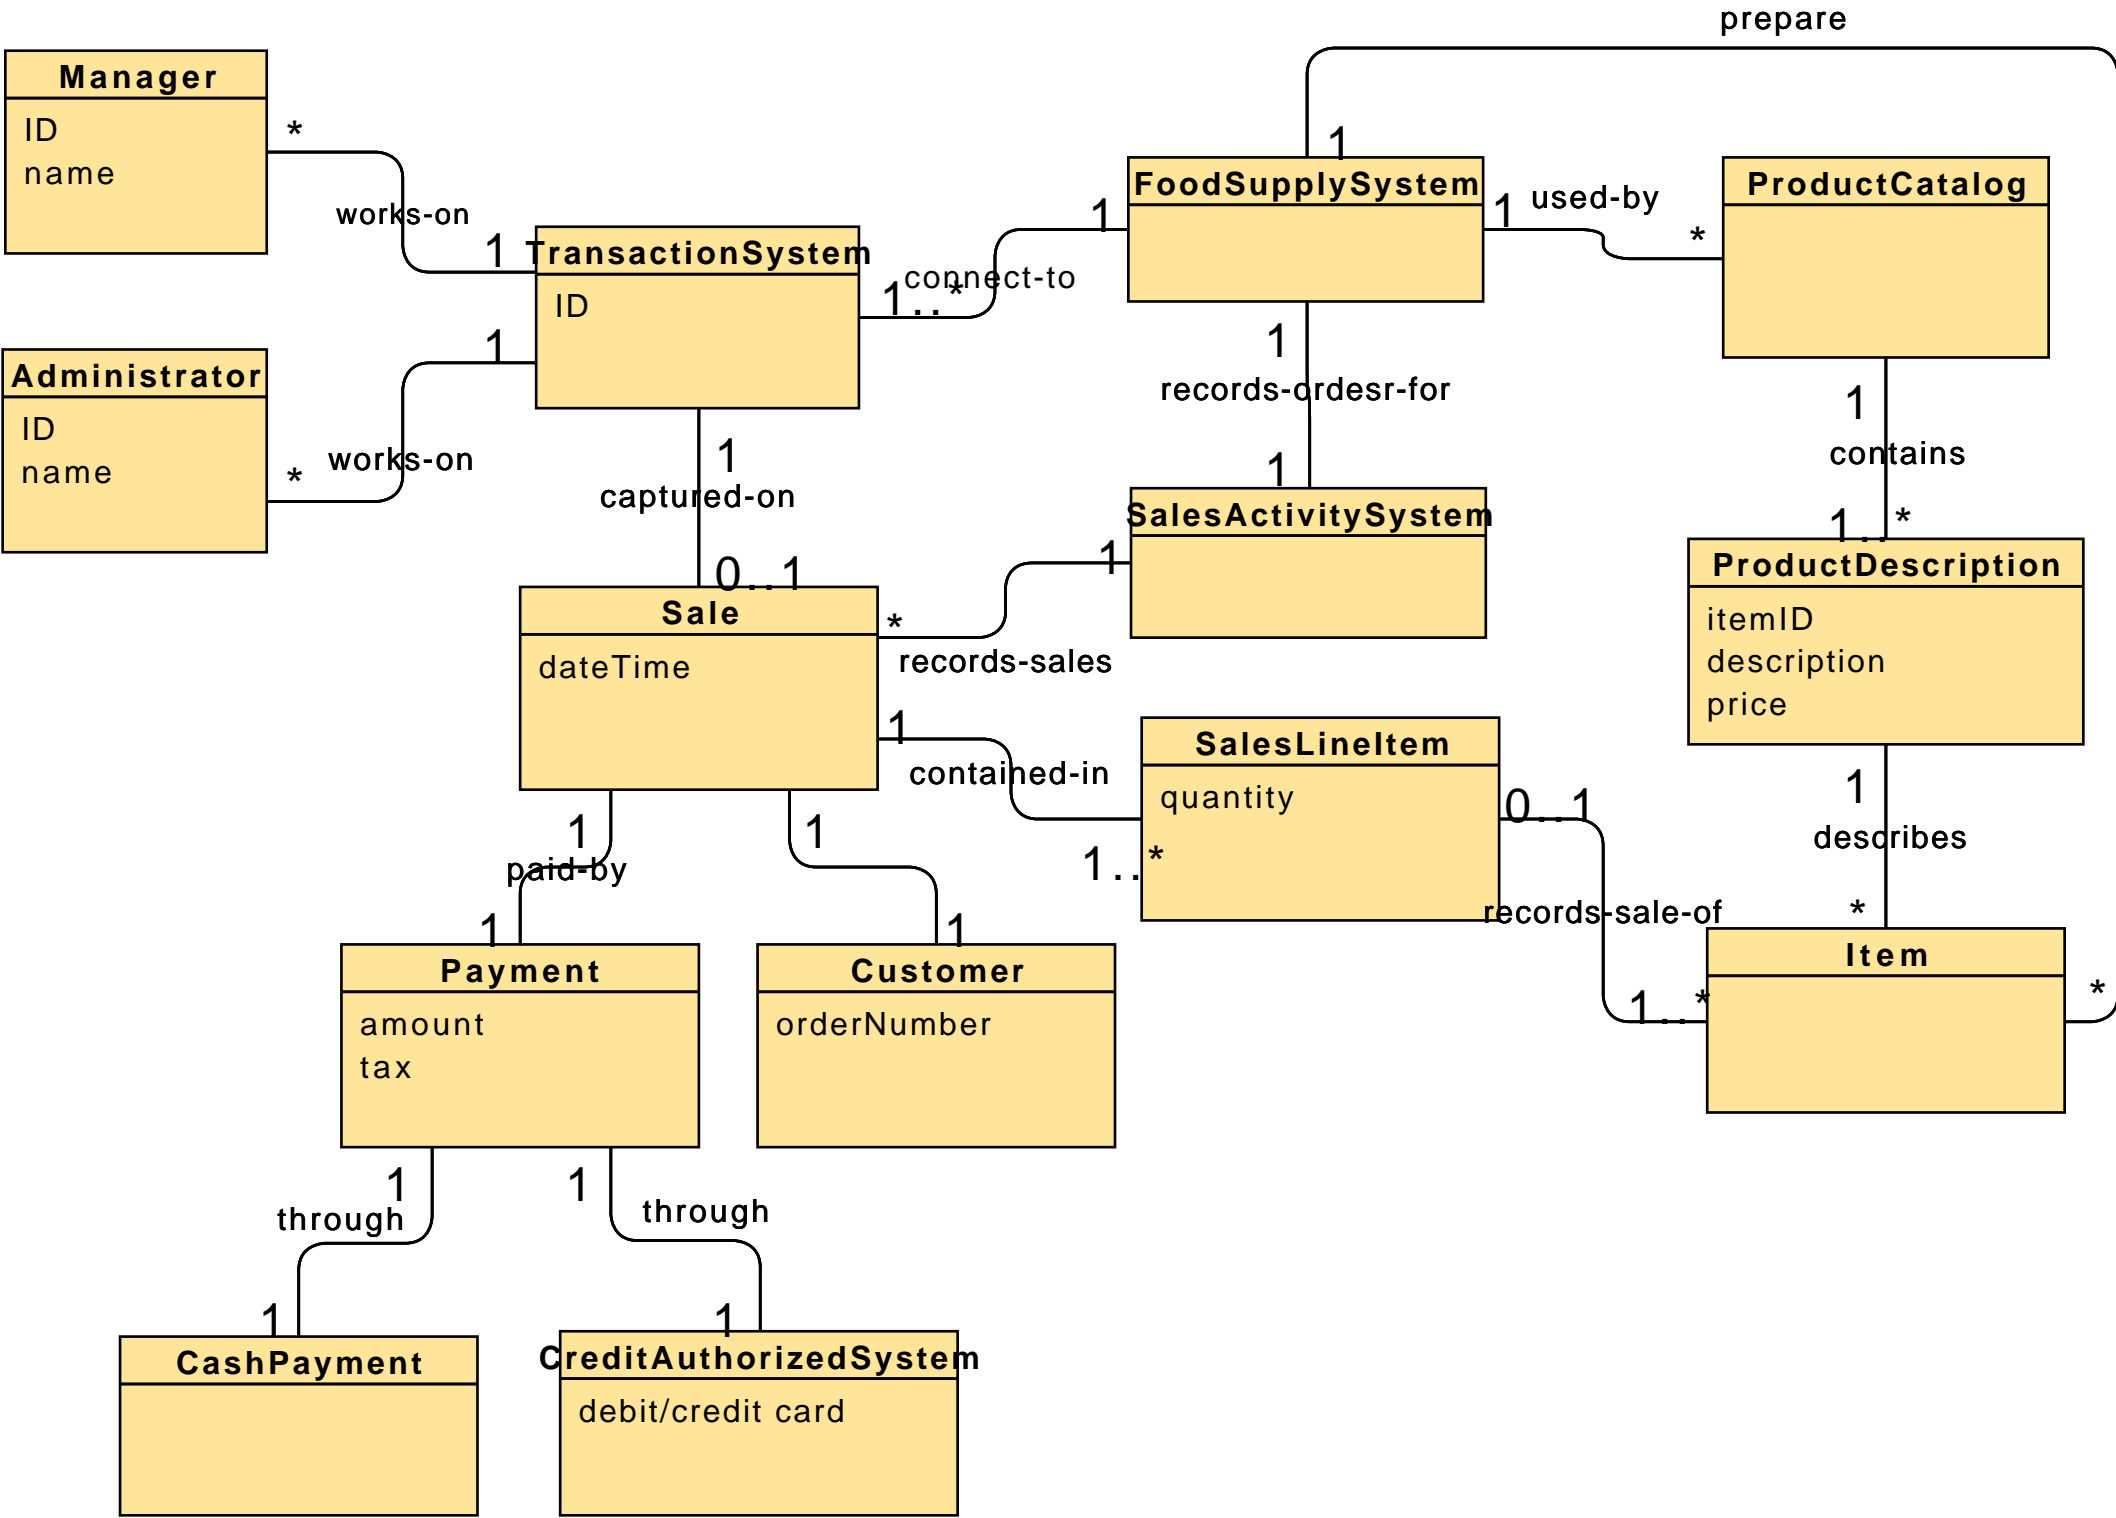 prepare
Manager
ID
name
*
works-on
1
TransactionSystem
ID
1..*
connect-to
1
1
FoodSupplySystem
1
used-by
*
ProductCatalog
Administrator
ID
name
*
works-on
1
1
captured-on
0..1
1
records-ordesr-for
1
SalesActivitySystem
1
contains
1..*
ProductDescription
itemID
description
price
Sale
dateTime
*
records-sales
1
1
contained-in
1..*
SalesLineItem
quantity
0..1
records-sale-of
1..*
1
describes
*
Item
*
1
paid-by
1
1
1
Payment
amount
tax
Customer
orderNumber
1
through
1
1
through
1
CashPayment
CreditAuthorizedSystem
debit/credit card